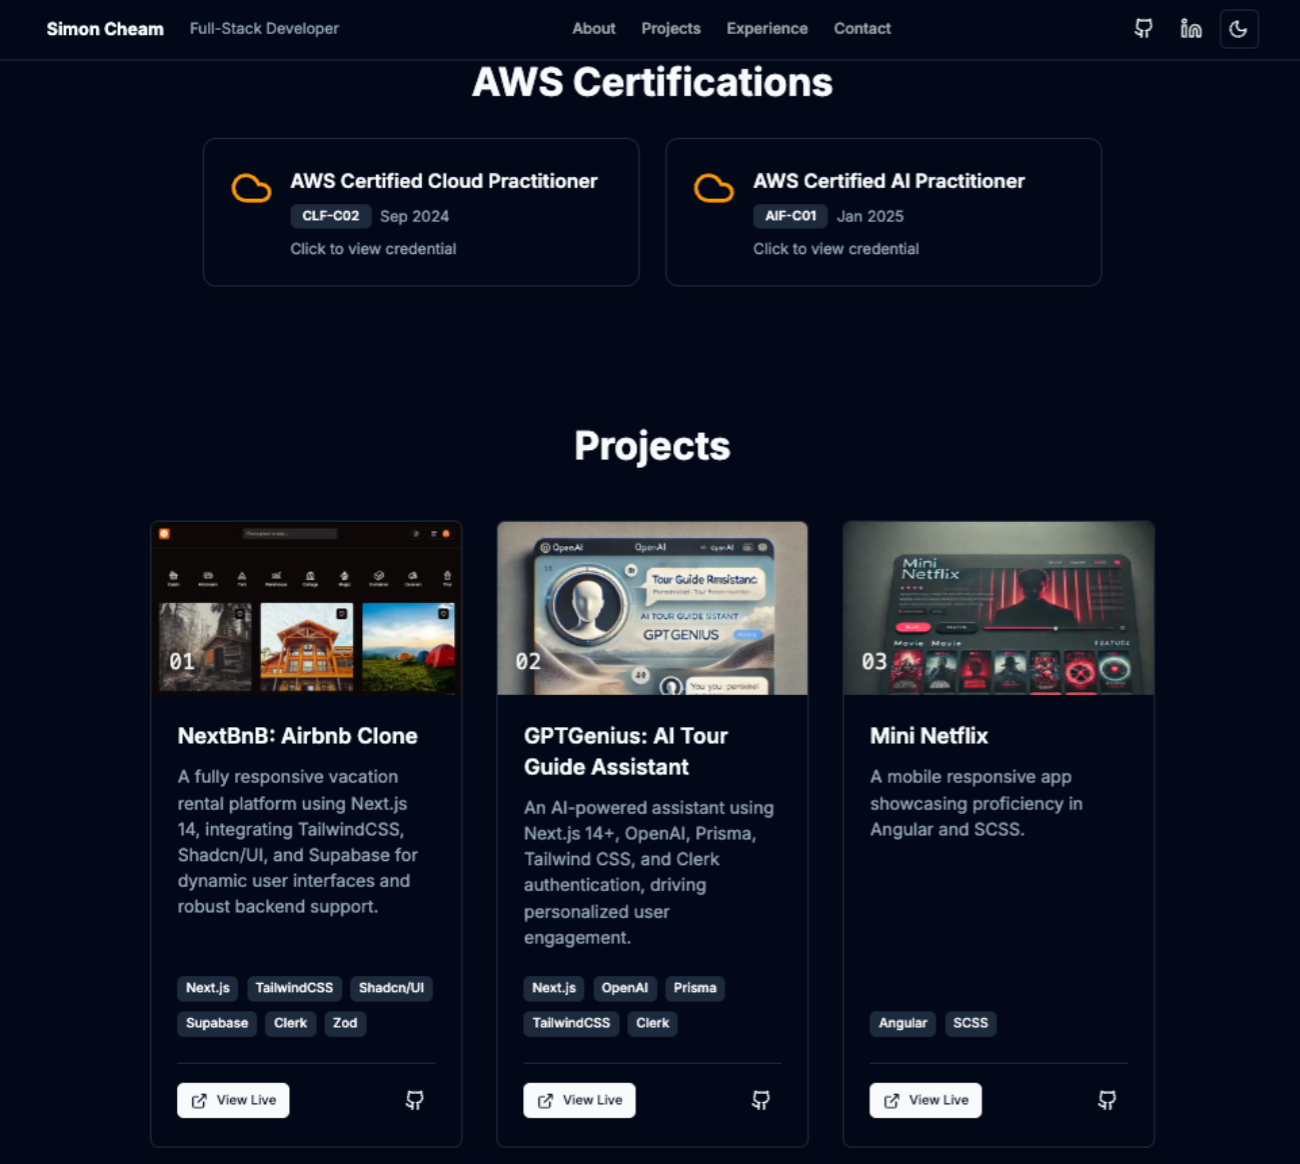 Simon Cheam Full-Stack Developer About Projects Experience Contact
AWS Certifications
AWS Certified Cloud Practitioner
CLF-C02 Sep 2024
Click to view credential
AWS Certified AI Practitioner
AIF-C01 Jan 2025
Click to view credential
Projects
01
NextBnB: Airbnb Clone
A fully responsive vacation
rental platform using Next.js
14, integrating TailwindCSS,
Shadcn/UI, and Supabase for
dynamic user interfaces and
robust backend support.
Next.js TailwindCSS Shadcn/UI
Supabase Clerk Zod
View Live
OpenAI OpenAI OpenAI
Tour Guide Rmsistanc
AI TOUR GUIDE SISTANT
GPTGENIUS
02
GPTGenius: AI Tour
Guide Assistant
An AI-powered assistant using
Next.js 14+, OpenAI, Prisma,
Tailwind CSS, and Clerk
authentication, driving
personalized user
engagement.
Next.js OpenAI Prisma
TailwindCSS Clerk
View Live
Mini
Netflix
Movie Movie
03
Mini Netflix
A mobile responsive app
showcasing proficiency in
Angular and SCSS.
Angular SCSS
View Live